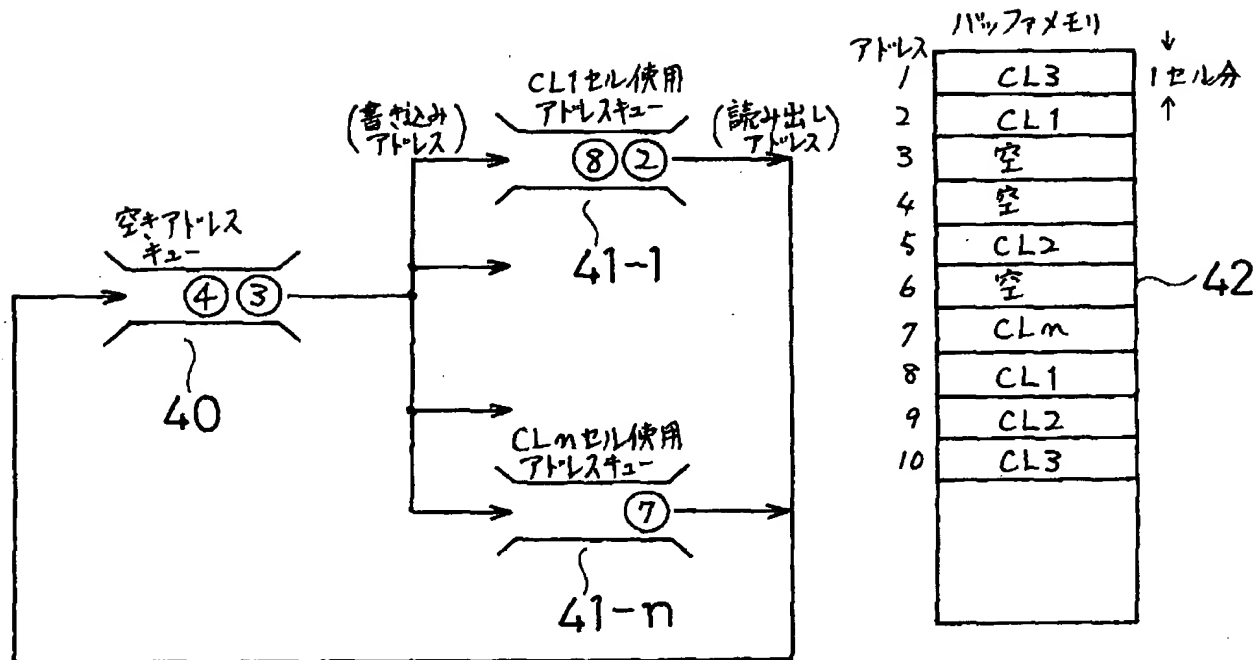 空きアドレス
キュー
④ ③
40
(書き込み
アドレス)
CL1セル使用
アドレスキュー
⑧ ②
(読み出し
アドレス)
41-1
CLnセル使用
アドレスキュー
⑦
41-n
バッファメモリ
アドレス
1 CL3
1セル分
2 CL1
3 空
4 空
5 CL2
6 空
7 CLn
8 CL1
9 CL2
10 CL3
42